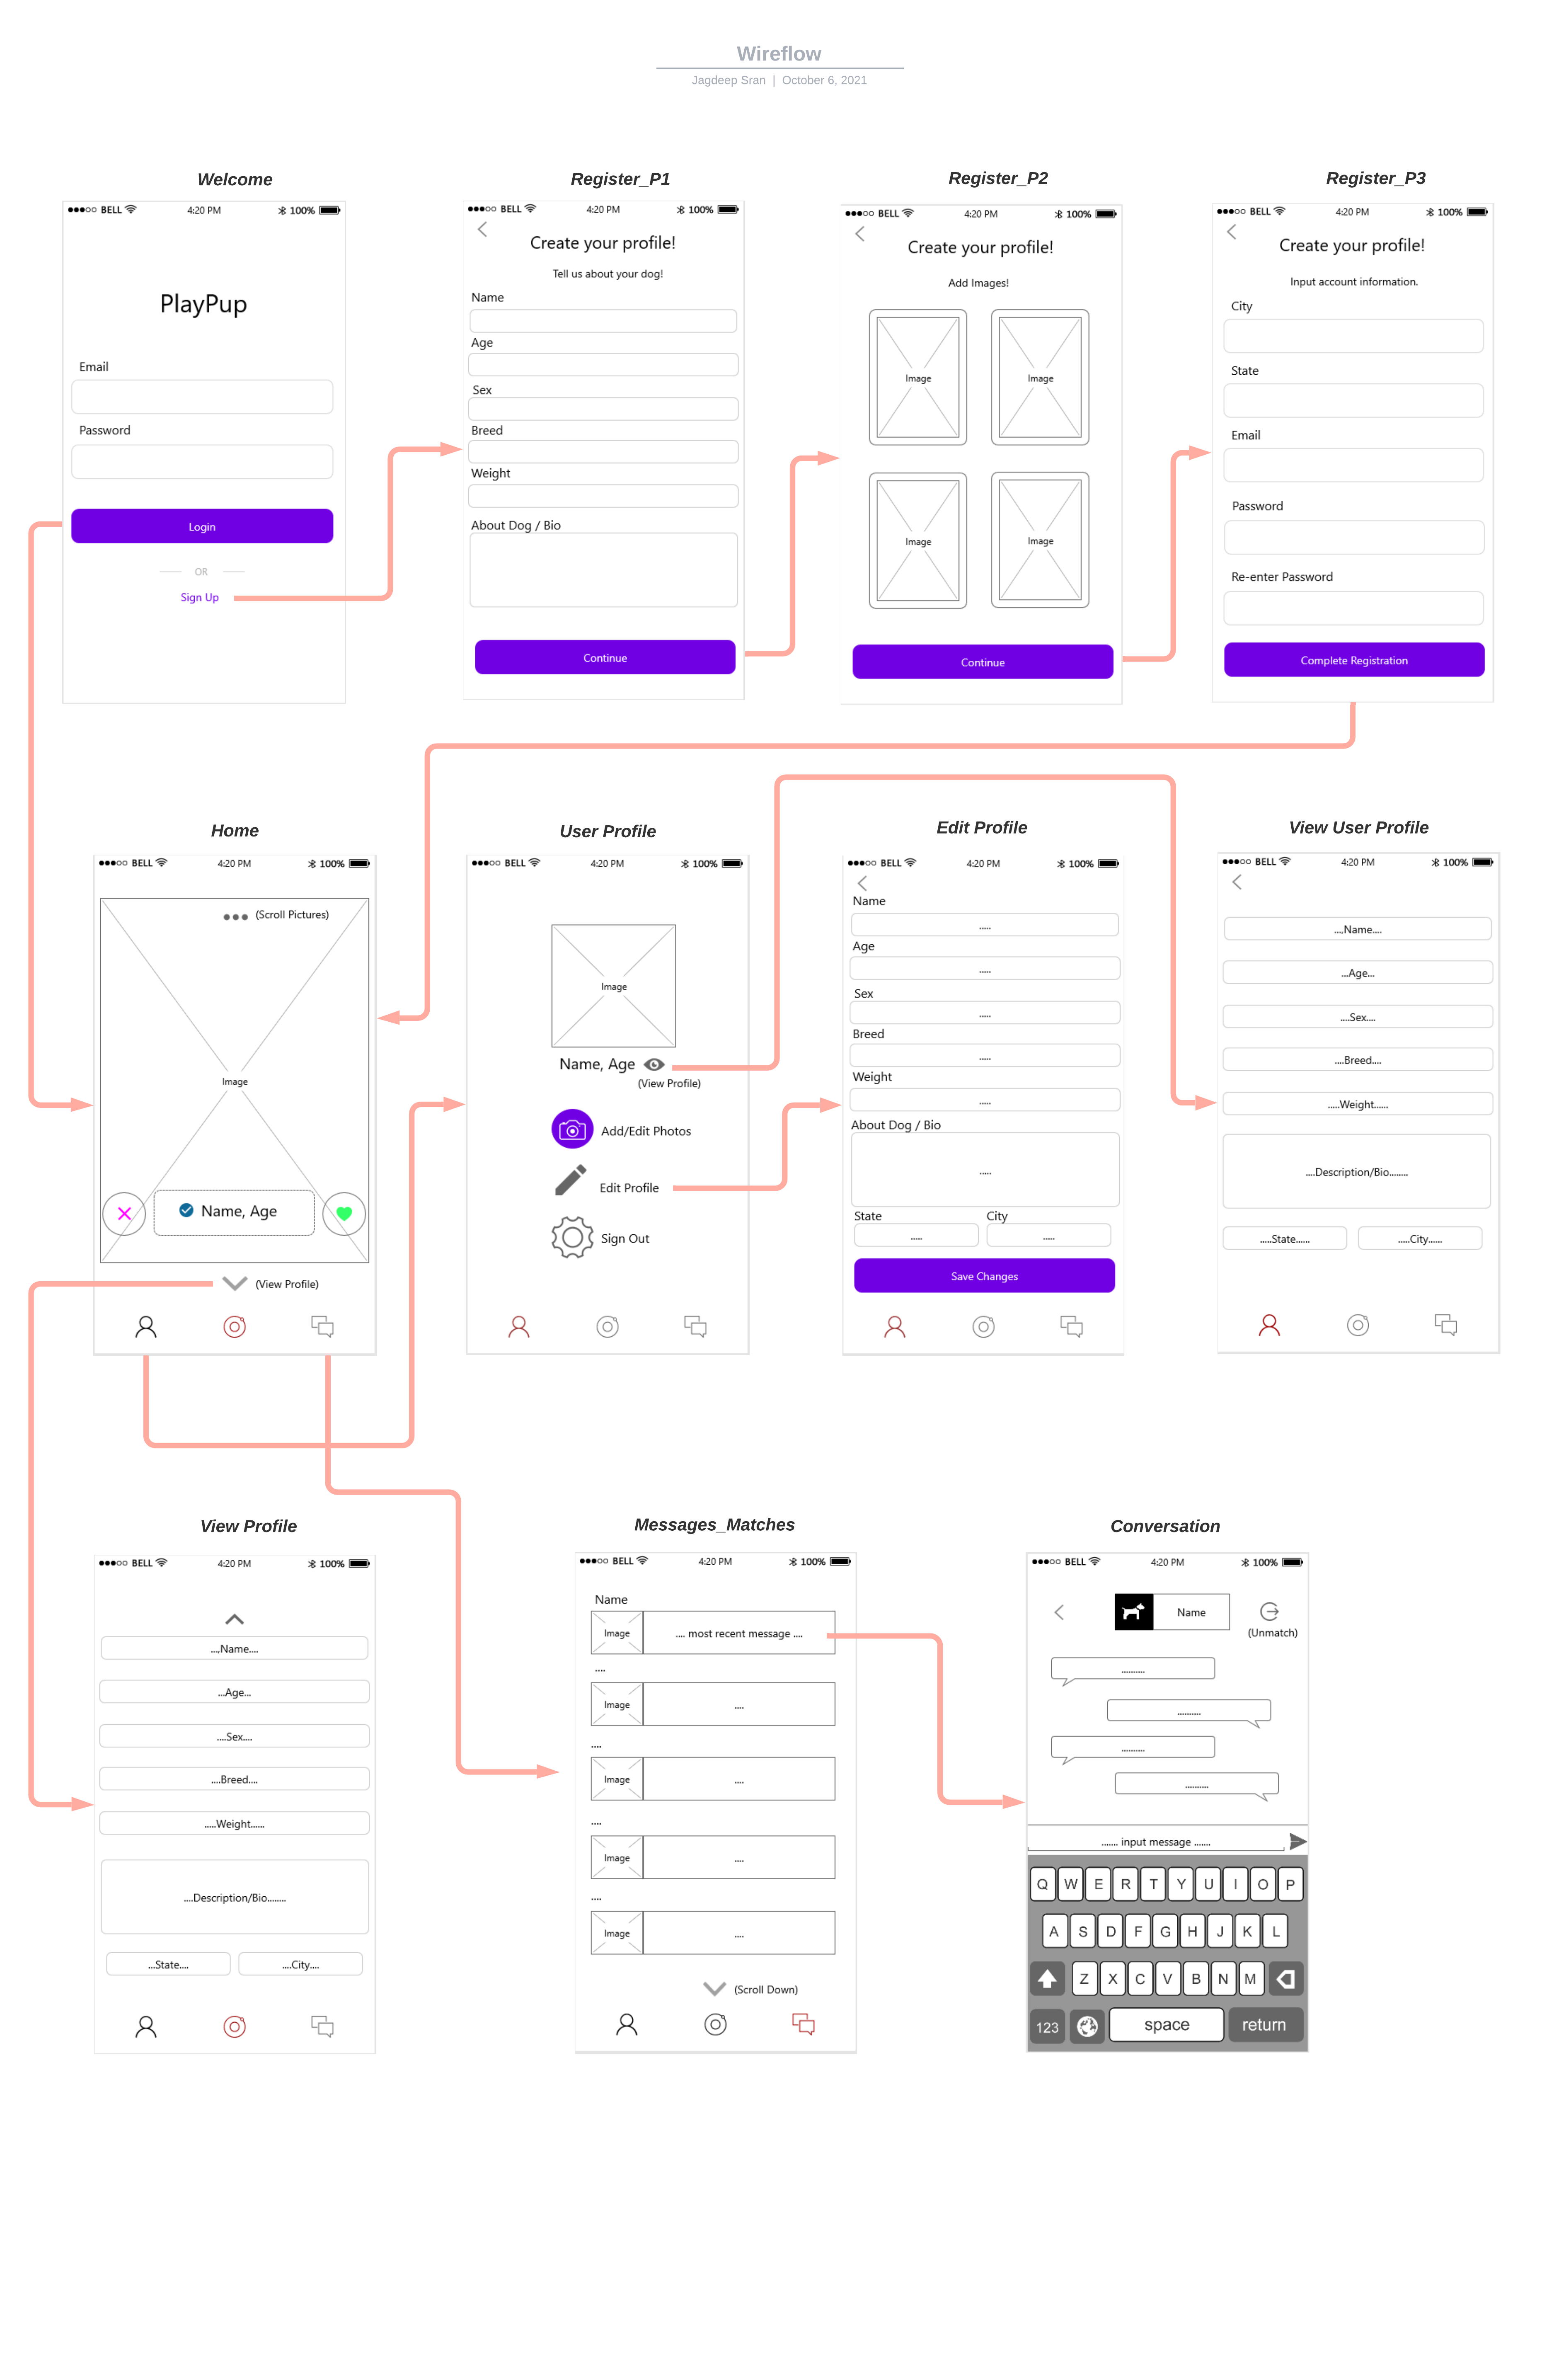 Wireflow
Jagdeep Sran | October 6, 2021
Welcome
BELL 4:20 PM 100%
PlayPup
Email
Password
Login
OR
Sign Up
Register_P1
BELL 4:20 PM 100%
Create your profile!
Tell us about your dog!
Name
Age
Sex
Breed
Weight
About Dog / Bio
Continue
Register_P2
BELL 4:20 PM 100%
Create your profile!
Add Images!
Image Image
Image Image
Continue
Register_P3
BELL 4:20 PM 100%
Create your profile!
Input account information.
City
State
Email
Password
Re-enter Password
Complete Registration
Home
BELL 4:20 PM 100%
(Scroll Pictures)
Image
Name, Age
(View Profile)
User Profile
BELL 4:20 PM 100%
Image
Name, Age
(View Profile)
Add/Edit Photos
Edit Profile
Sign Out
Edit Profile
BELL 4:20 PM 100%
Name
.....
Age
.....
Sex
.....
Breed
.....
Weight
.....
About Dog / Bio
.....
State City
..... .....
Save Changes
View User Profile
BELL 4:20 PM 100%
...,Name....
...Age...
....Sex....
....Breed....
.....Weight......
....Description/Bio........
.....State...... .....City......
View Profile
BELL 4:20 PM 100%
...,Name....
...Age...
....Sex....
....Breed....
.....Weight......
....Description/Bio........
...State.... ....City....
Messages_Matches
BELL 4:20 PM 100%
Name
Image .... most recent message ....
....
Image ....
....
Image ....
....
Image ....
....
Image ....
(Scroll Down)
Conversation
BELL 4:20 PM 100%
Name
(Unmatch)
..........
..........
..........
..........
....... input message .......
Q W E R T Y U I O P
A S D F G H J K L
Z X C V B N M
123 space return